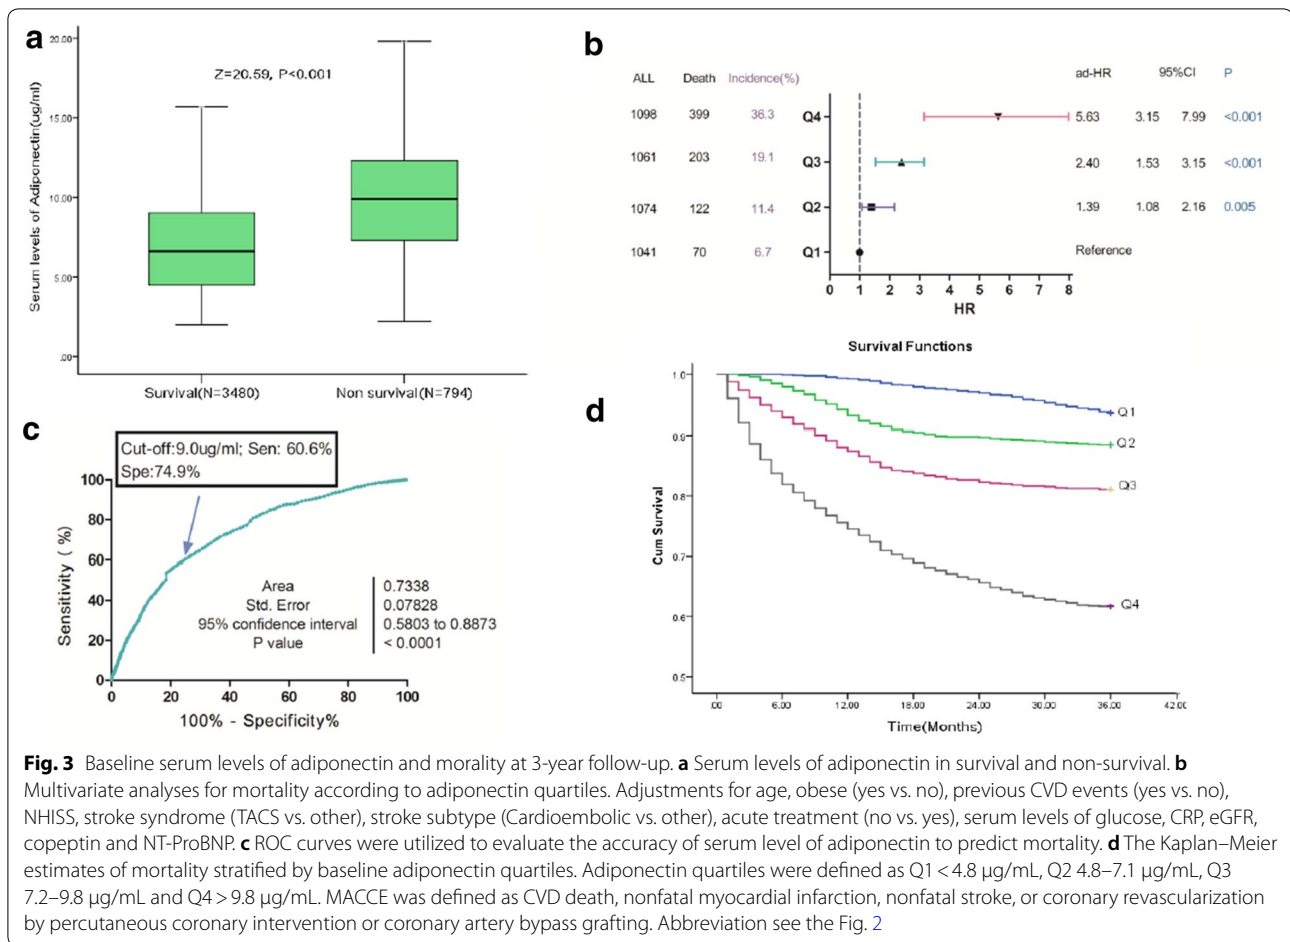 a
20.00
15.00
10.00
5.00
.00
Serum levels of Adiponectin(ug/ml)
Z=20.59, P<0.001
Survival(N=3480) Non survival(N=794)
b
ALL Death Incidence(%) ad-HR 95%CI P
1098 399 36.3 Q4 5.63 3.15 7.99 <0.001
1061 203 19.1 Q3 2.40 1.53 3.15 <0.001
1074 122 11.4 Q2 1.39 1.08 2.16 0.005
1041 70 6.7 Q1 Reference
0 1 2 3 4 5 6 7 8
HR
c
Cut-off:9.0ug/ml; Sen: 60.6%
Spe:74.9%
100
80
60
40
20
0
Sensitivity (%)
Area 0.7338
Std. Error 0.07828
95% confidence interval 0.5803 to 0.8873
P value < 0.0001
0 20 40 60 80 100
100% - Specificity%
d
Survival Functions
1.0
0.9
0.8
0.7
0.6
0.5
Cum Survival
Q1
Q2
Q3
Q4
.00 6.00 12.00 18.00 24.00 30.00 36.00 42.00
Time(Months)
Fig. 3 Baseline serum levels of adiponectin and morality at 3-year follow-up. a Serum levels of adiponectin in survival and non-survival. b
Multivariate analyses for mortality according to adiponectin quartiles. Adjustments for age, obese (yes vs. no), previous CVD events (yes vs. no),
NHISS, stroke syndrome (TACS vs. other), stroke subtype (Cardioembolic vs. other), acute treatment (no vs. yes), serum levels of glucose, CRP, eGFR,
copeptin and NT-ProBNP. c ROC curves were utilized to evaluate the accuracy of serum level of adiponectin to predict mortality. d The Kaplan–Meier
estimates of mortality stratified by baseline adiponectin quartiles. Adiponectin quartiles were defined as Q1 < 4.8 µg/mL, Q2 4.8–7.1 µg/mL, Q3
7.2–9.8 µg/mL and Q4 > 9.8 µg/mL. MACCE was defined as CVD death, nonfatal myocardial infarction, nonfatal stroke, or coronary revascularization
by percutaneous coronary intervention or coronary artery bypass grafting. Abbreviation see the Fig. 2